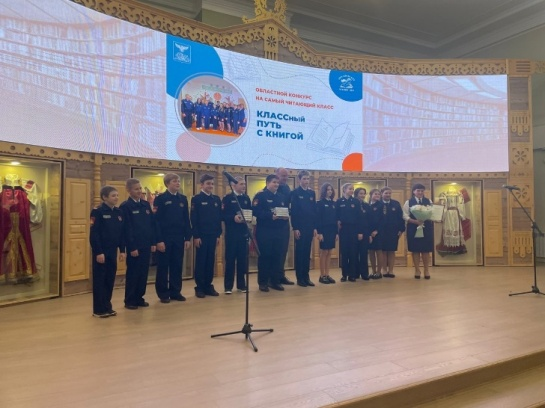 ОБЛАСТНОЙ КОНКУРС
НА САМЫЙ ЧИТАЮЩИЙ КЛАСС
КЛАССНЫЙ
ПУТЬ
С КНИГОЙ